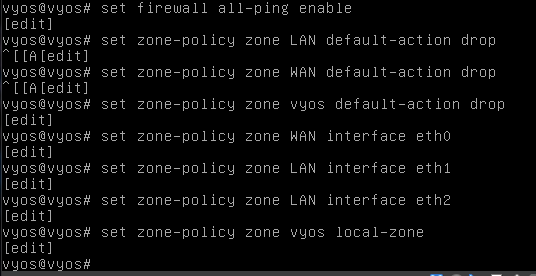 vyos@vyos# set firewall all-ping enable
[edit]
vyos@vyos# set zone-policy zone LAN default-action drop
^[[A[edit]
vyos@vyos# set zone-policy zone WAN default-action drop
^[[A[edit]
vyos@vyos# set zone-policy zone vyos default-action drop
[edit]
vyos@vyos# set zone-policy zone WAN interface eth0
[edit]
vyos@vyos# set zone-policy zone LAN interface eth1
[edit]
vyos@vyos# set zone-policy zone LAN interface eth2
[edit]
vyos@vyos# set zone-policy zone vyos local-zone
[edit]
vyos@vyos#